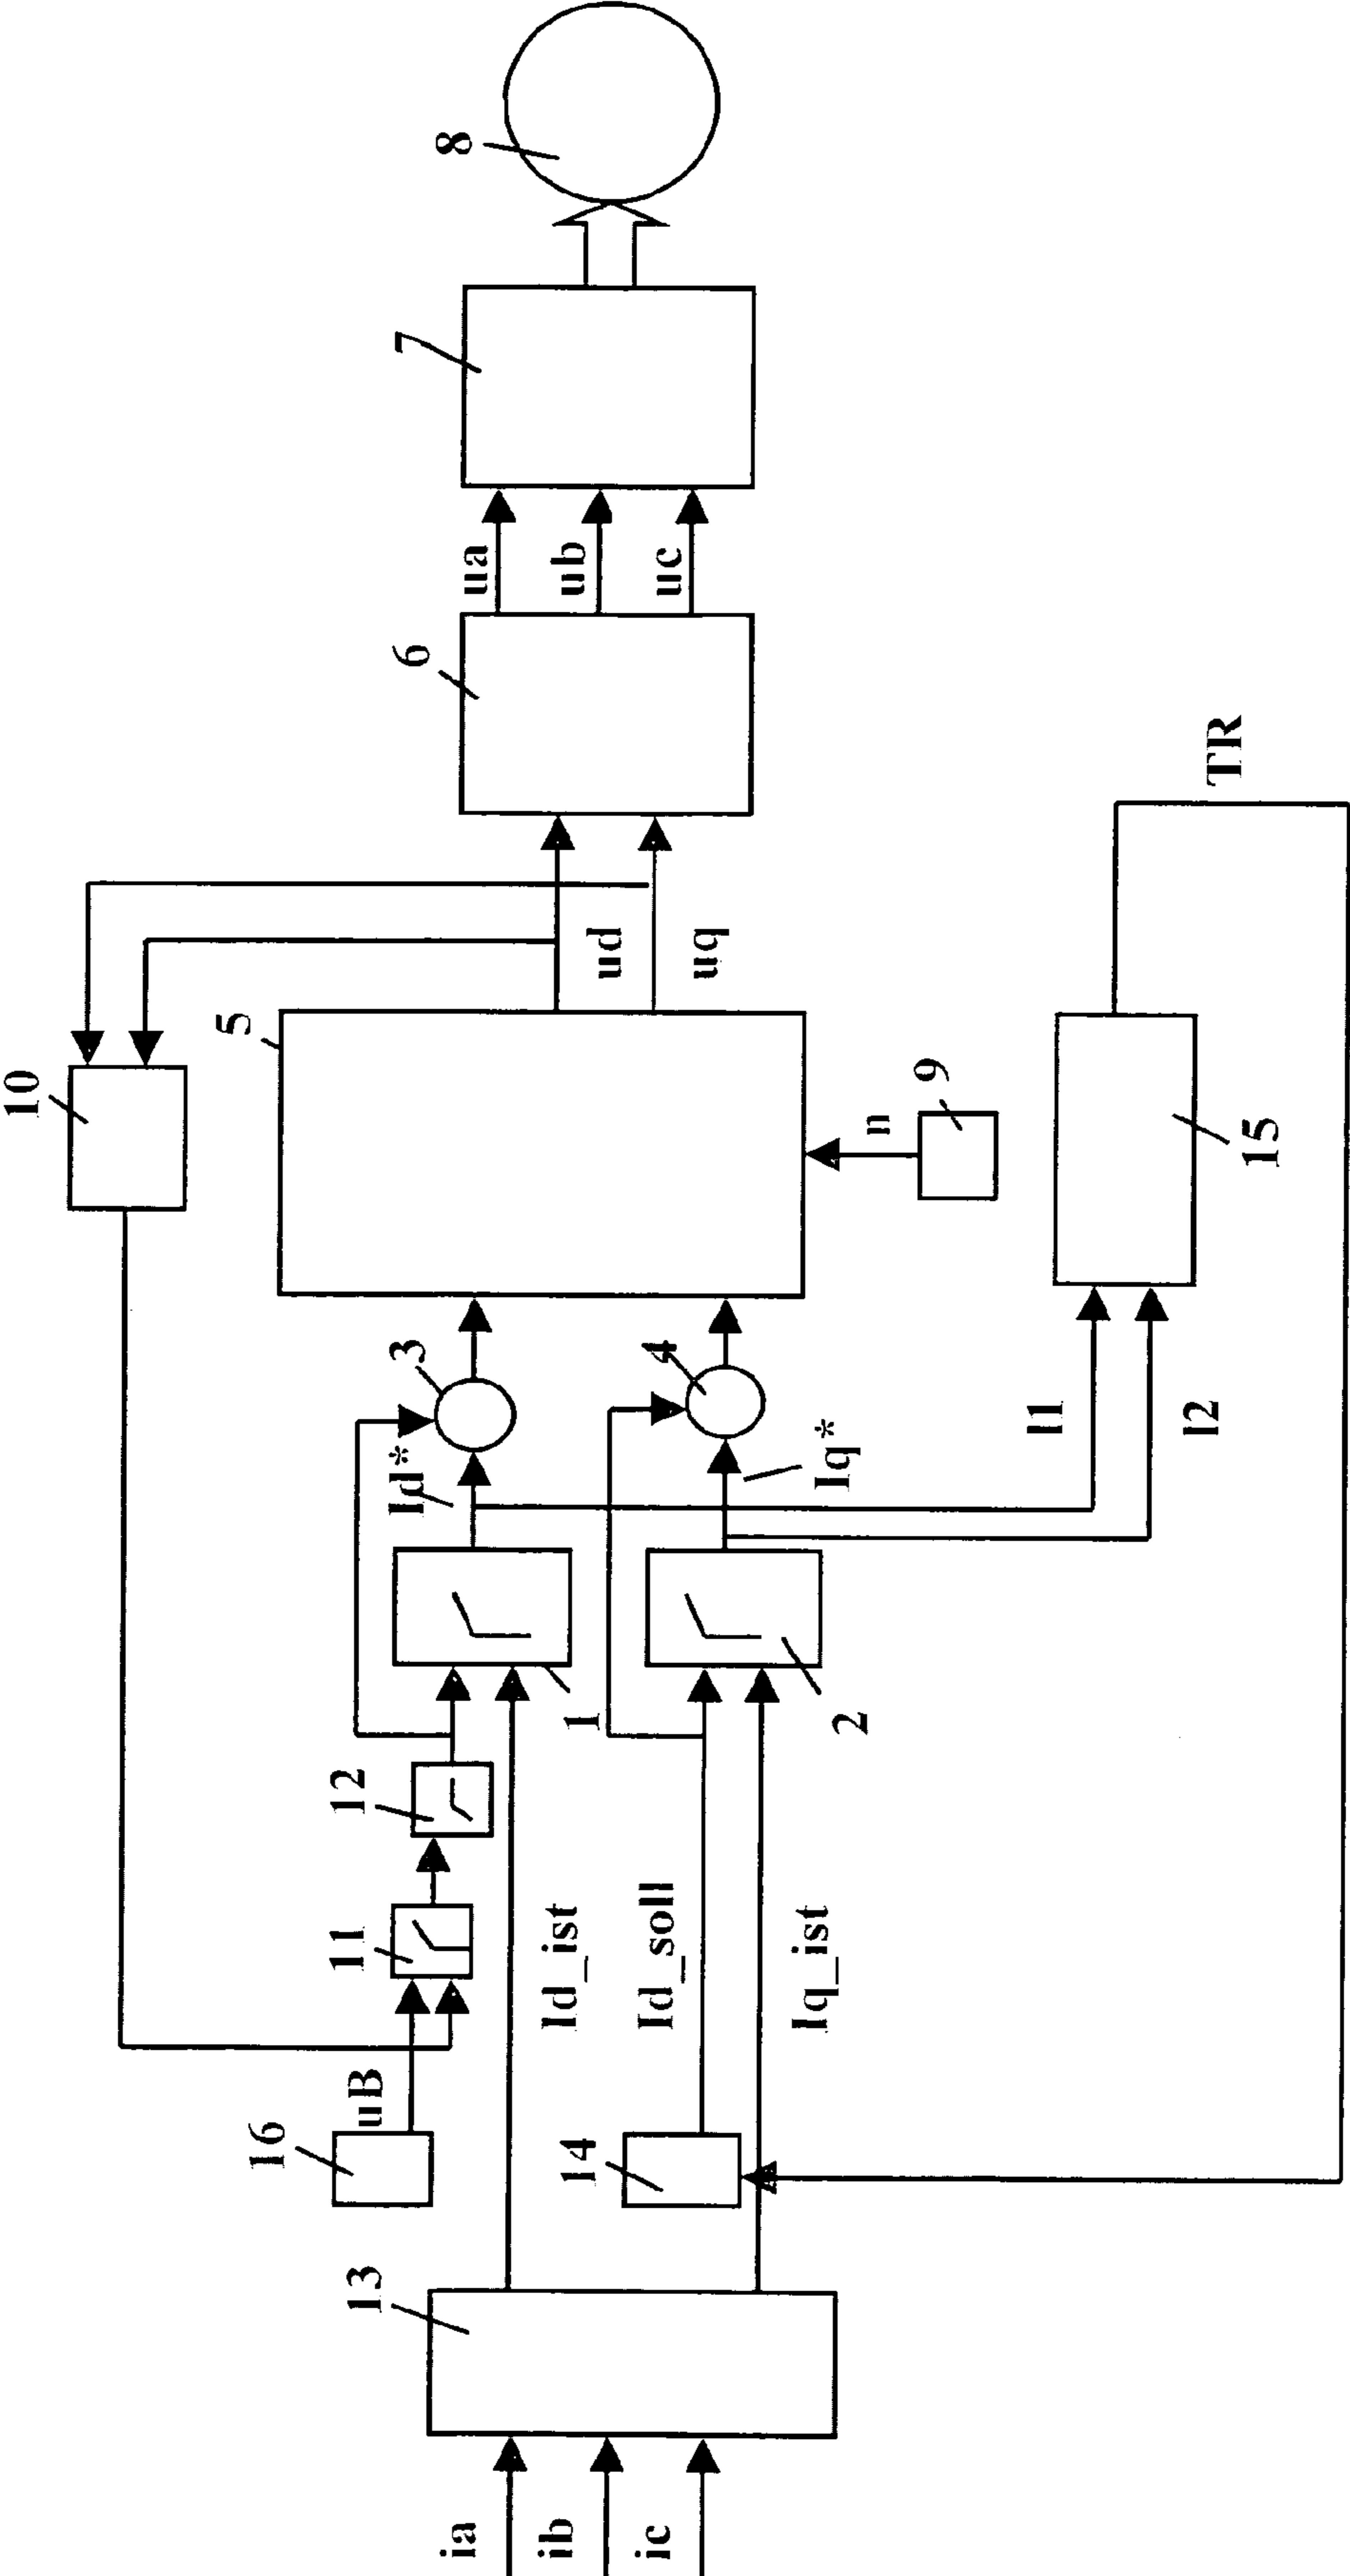 10
5
16
uB
11
12
Id*
3
6
7
8
13
ia
ib
ic
Id_ist
1
14
Id_soll
4
ud
uq
ua
ub
uc
Iq_ist
2
Iq*
n
9
I1
I2
15
TR